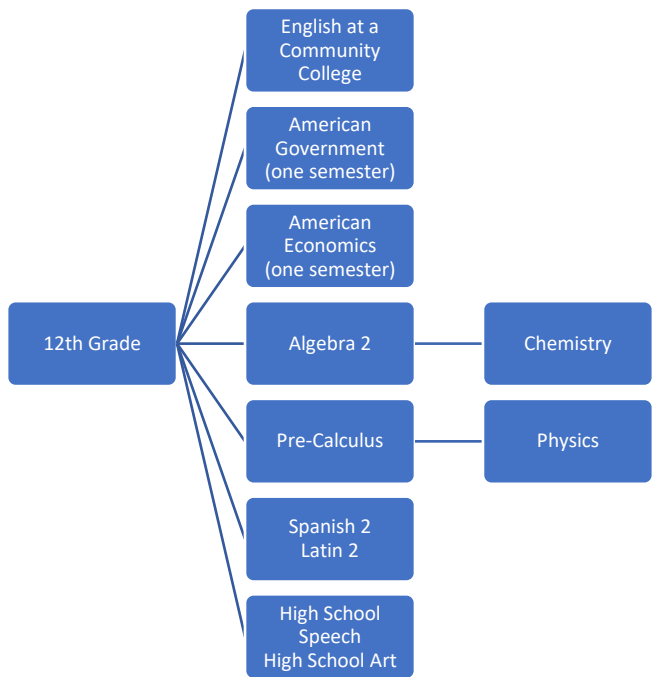 English at a
Community
College
American
Government
(one semester)
American
Economics
(one semester)
12th Grade
Algebra 2
Chemistry
Pre-Calculus
Physics
Spanish 2
Latin 2
High School
Speech
High School Art